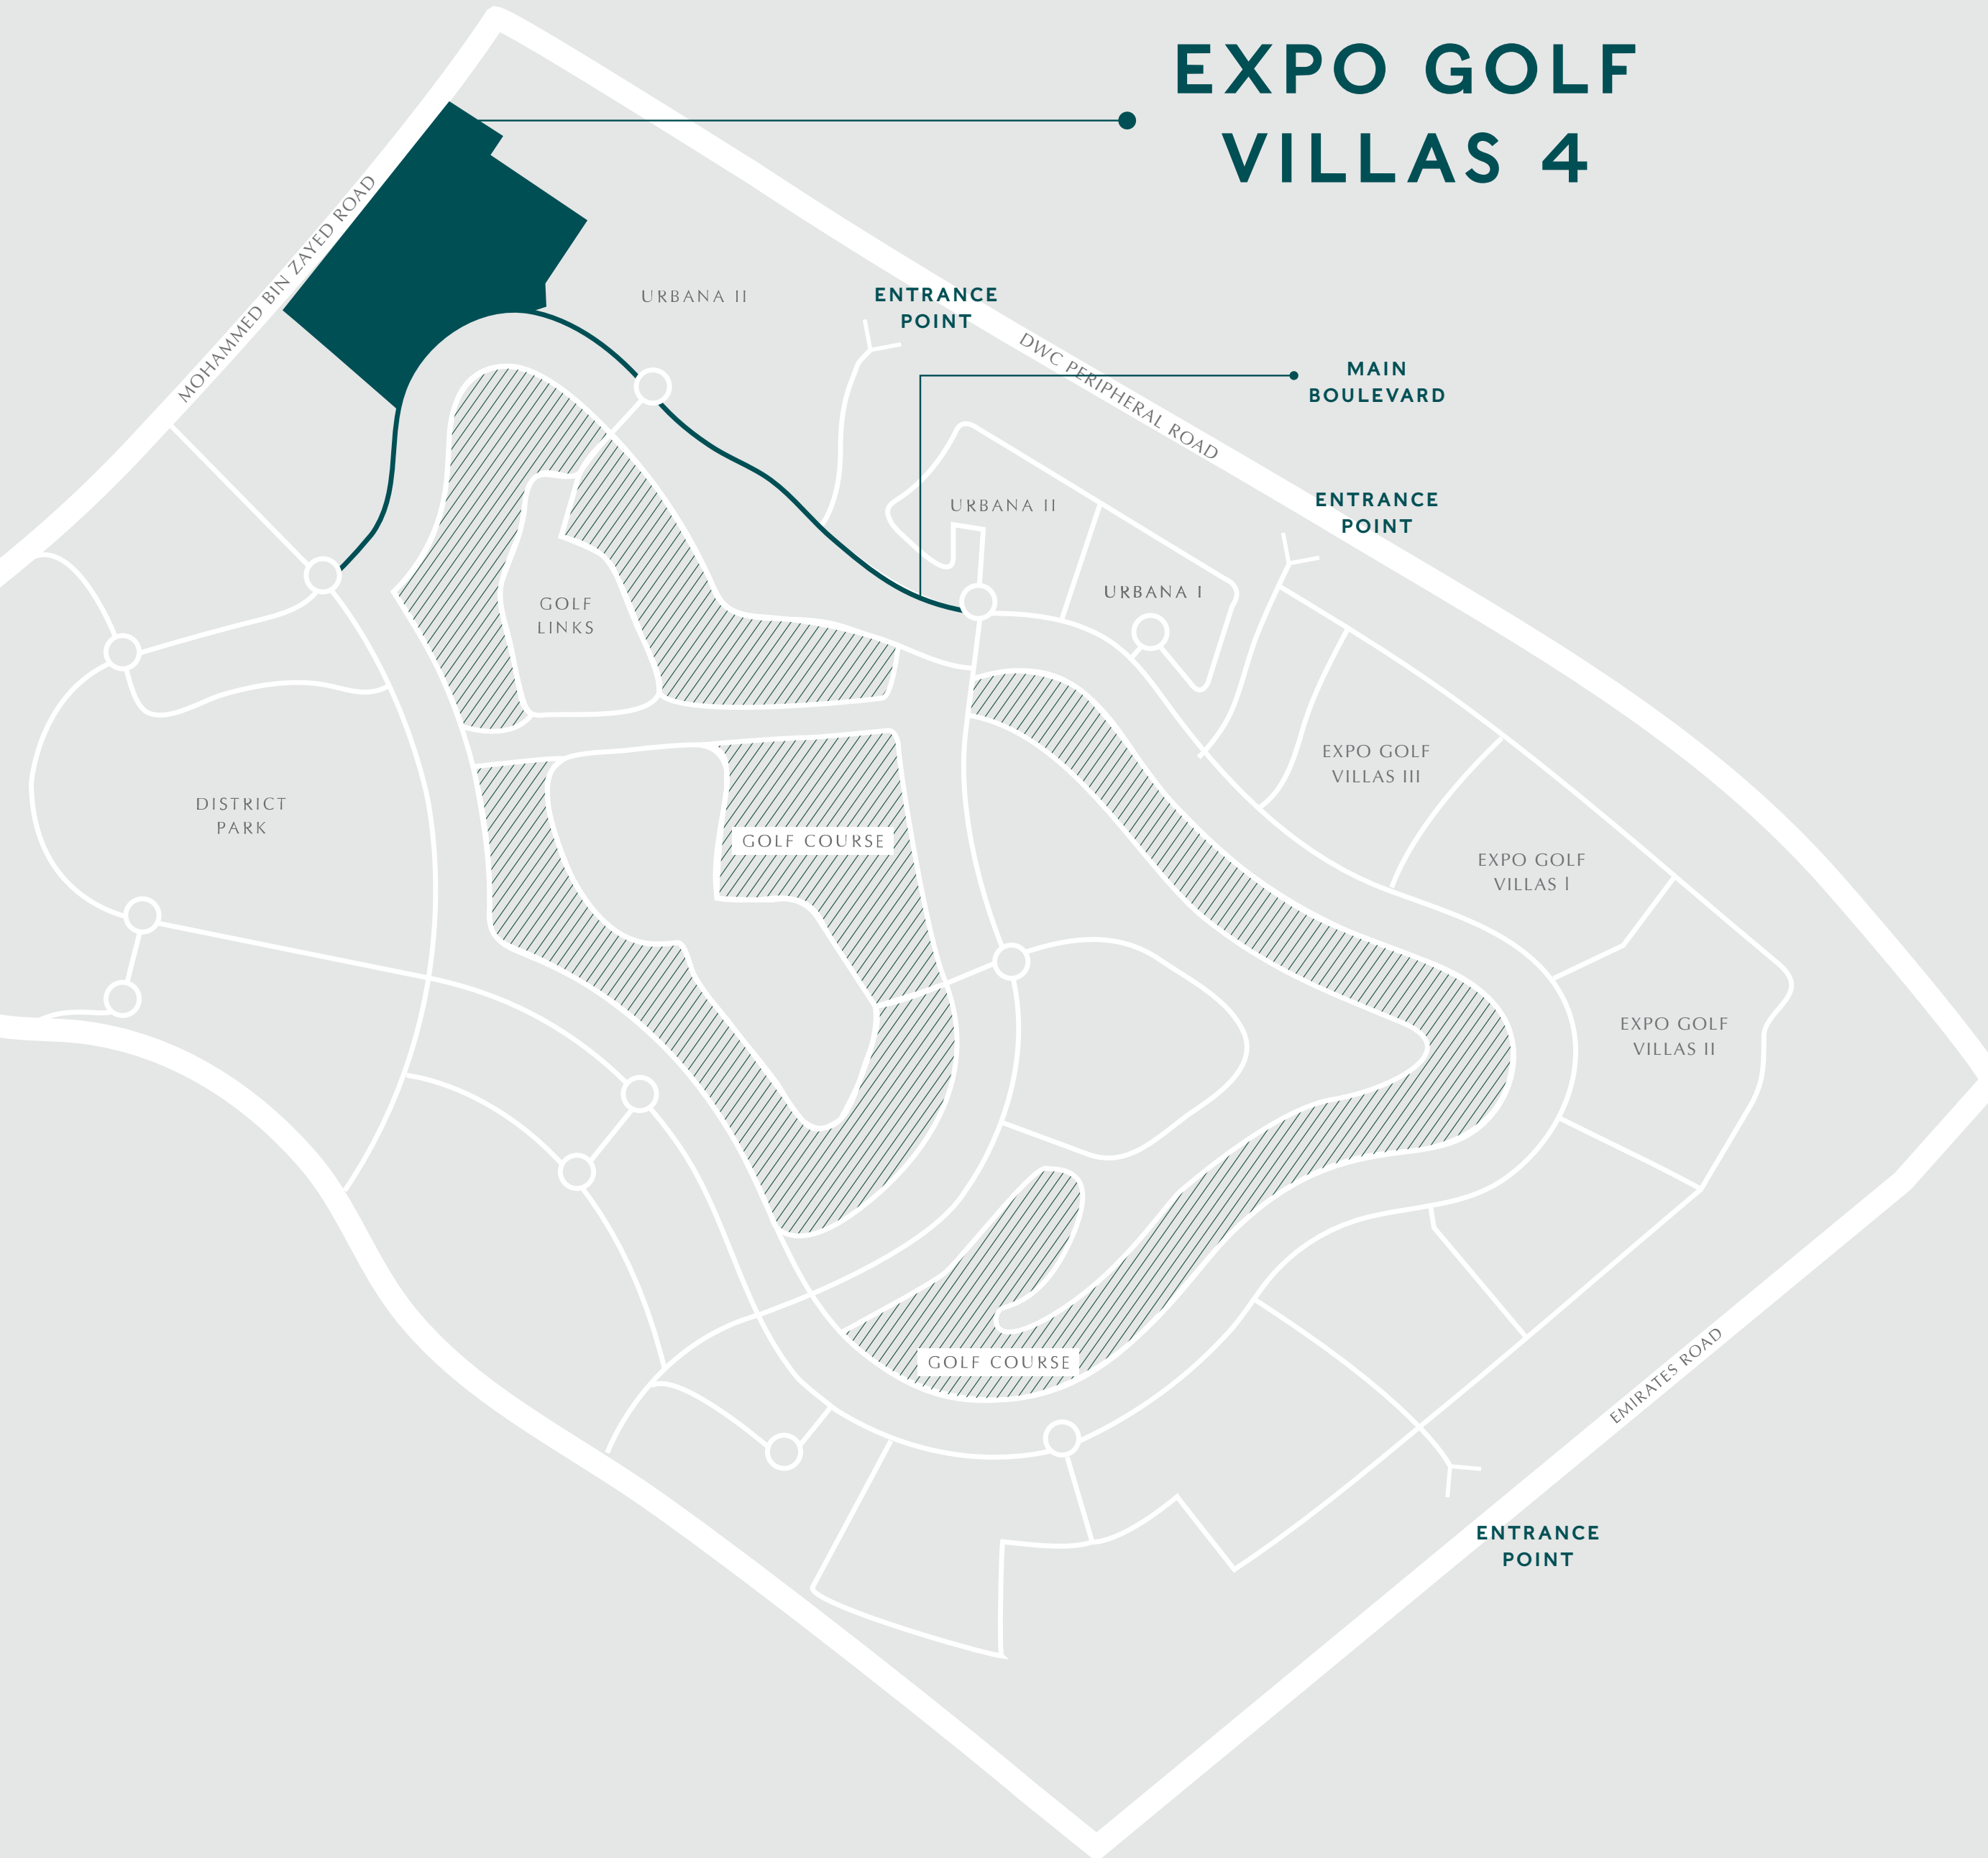 EXPO GOLF
VILLAS 4
MOHAMMED BIN ZAYED ROAD
URBANA II
ENTRANCE
POINT
DWC PERIPHERAL ROAD
MAIN
BOULEVARD
URBANA II
ENTRANCE
POINT
URBANA I
GOLF
LINKS
EXPO GOLF
VILLAS III
DISTRICT
PARK
GOLF COURSE
EXPO GOLF
VILLAS I
EXPO GOLF
VILLAS II
GOLF COURSE
EMIRATES ROAD
ENTRANCE
POINT